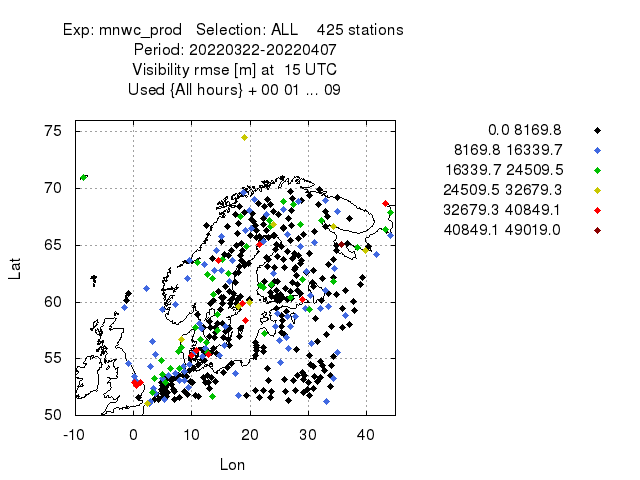 Exp: mnwc_prod Selection: ALL 425 stations
Period: 20220322-20220407
Visibility rmse [m] at 15 UTC
Used {All hours} + 00 01 ... 09
0.0 8169.8
8169.8 16339.7
16339.7 24509.5
24509.5 32679.3
32679.3 40849.1
40849.1 49019.0
75
70
65
60
55
50
Lat
-10 0 10 20 30 40
Lon